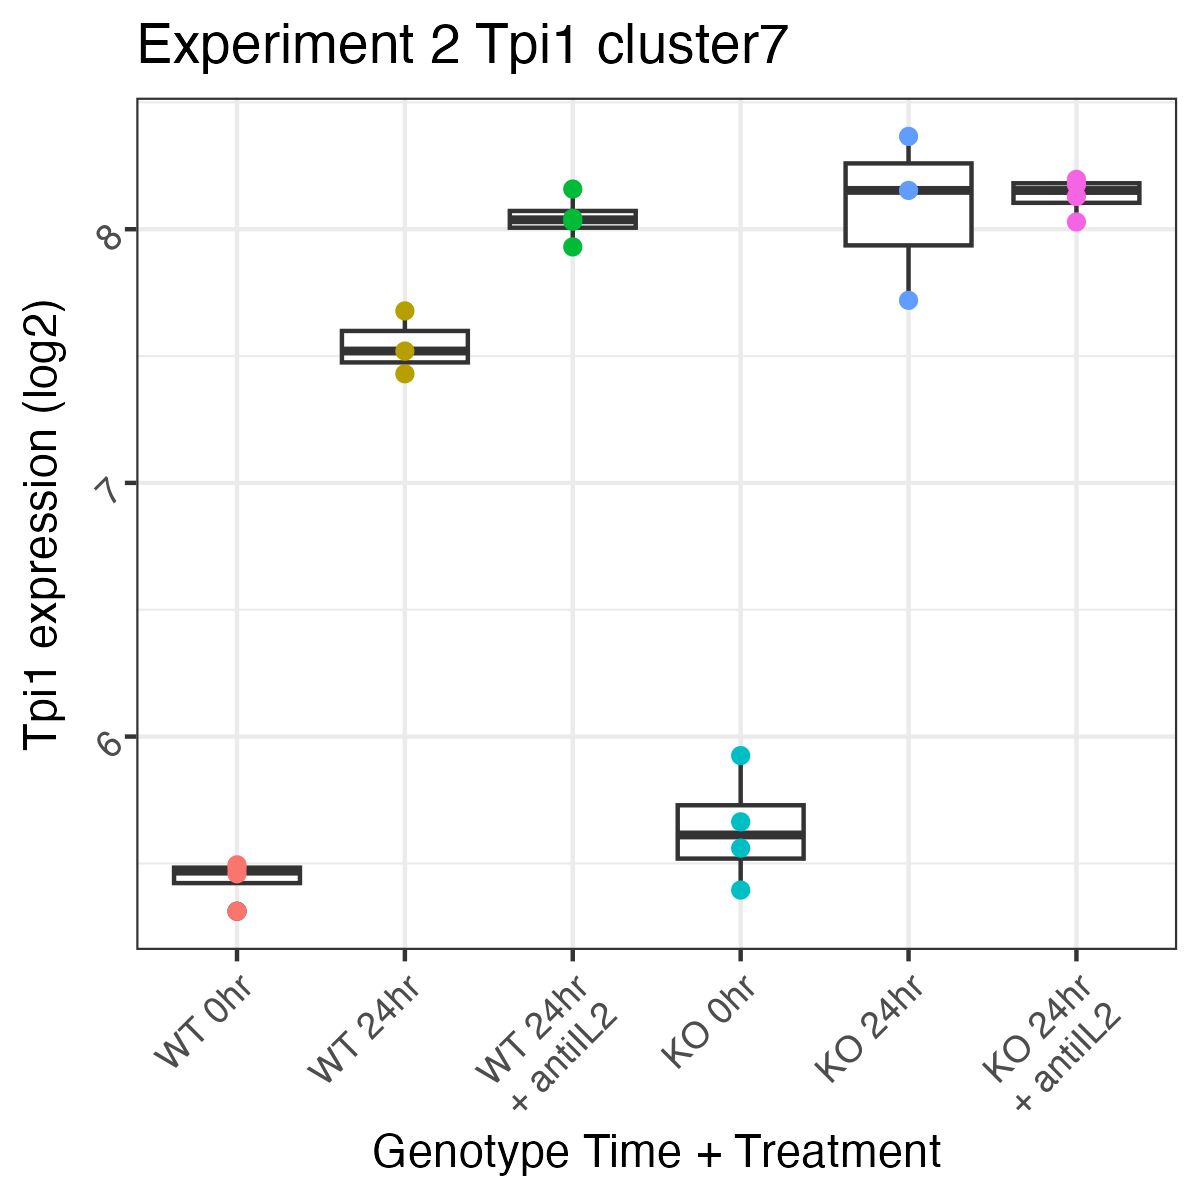 Experiment 2 Tpi1 cluster7
Tpi1 expression (log2)
8
7
6
WT 0hr
WT 24hr
WT 24hr
+ antiIL2
KO 0hr
KO 24hr
KO 24hr
+ antiIL2
Genotype Time + Treatment